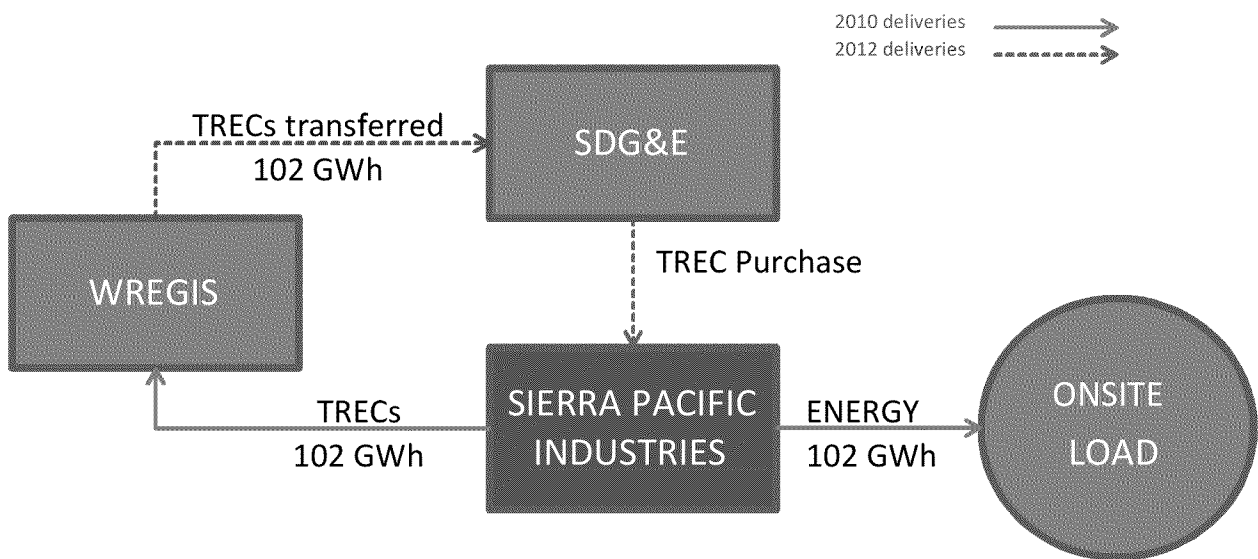 2010 deliveries
2012 deliveries
TRECs transferred
102 GWh
SDG&E
WREGIS
TREC Purchase
TRECs
102 GWh
SIERRA PACIFIC
INDUSTRIES
ENERGY
102 GWh
ONSITE
LOAD